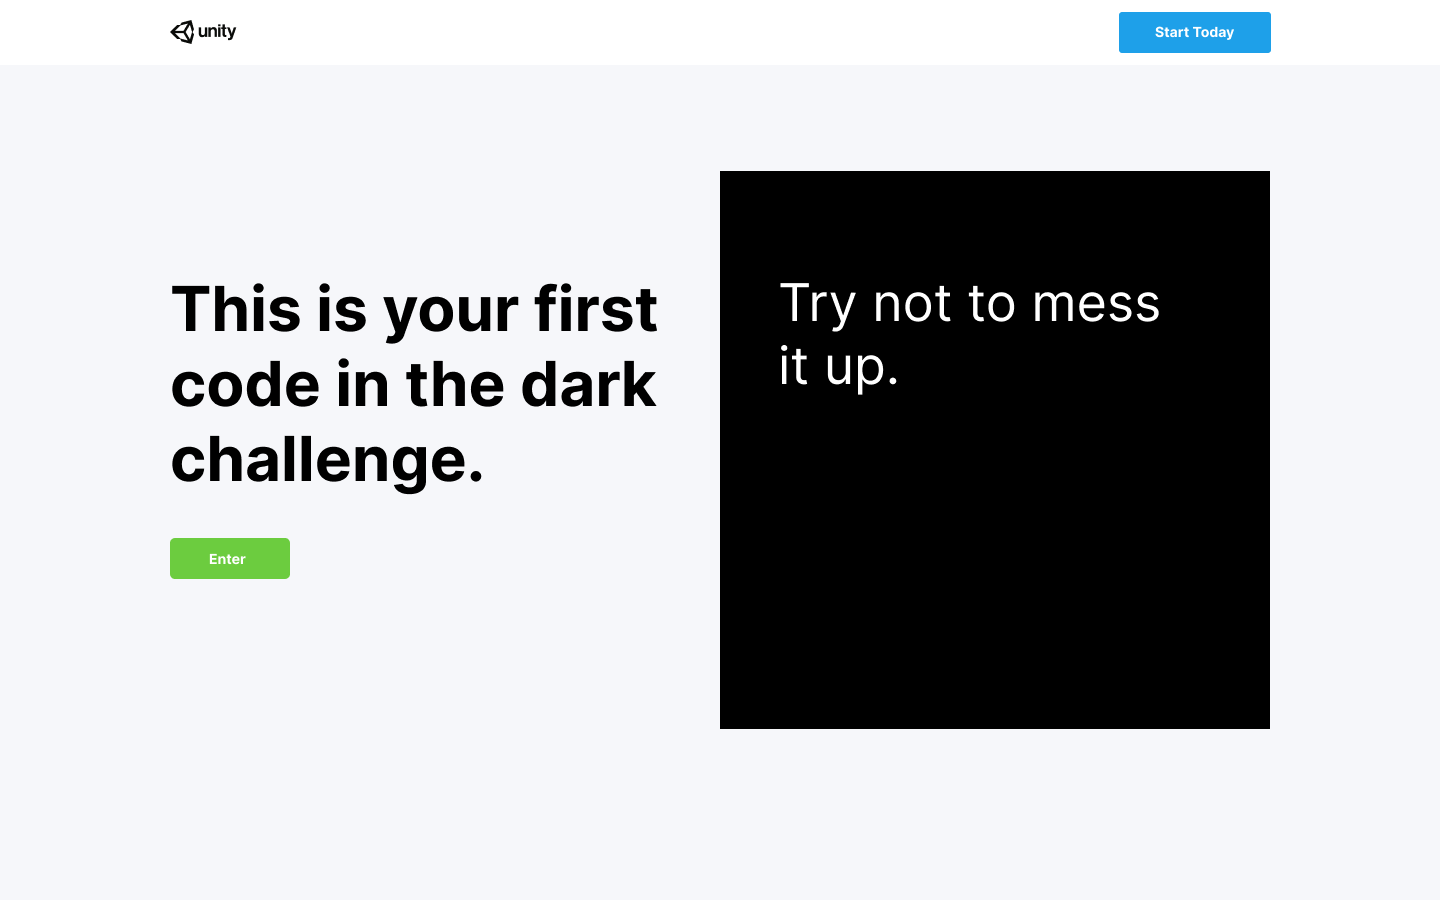 unity
Start Today
This is your first
code in the dark
challenge.
Enter
Try not to mess
it up.